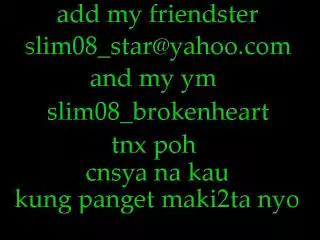 add my friendster
slim08_star@yahoo.com
and my ym
slim08_brokenheart
tnx poh
cnsya na kau
kung panget maki2ta nyo